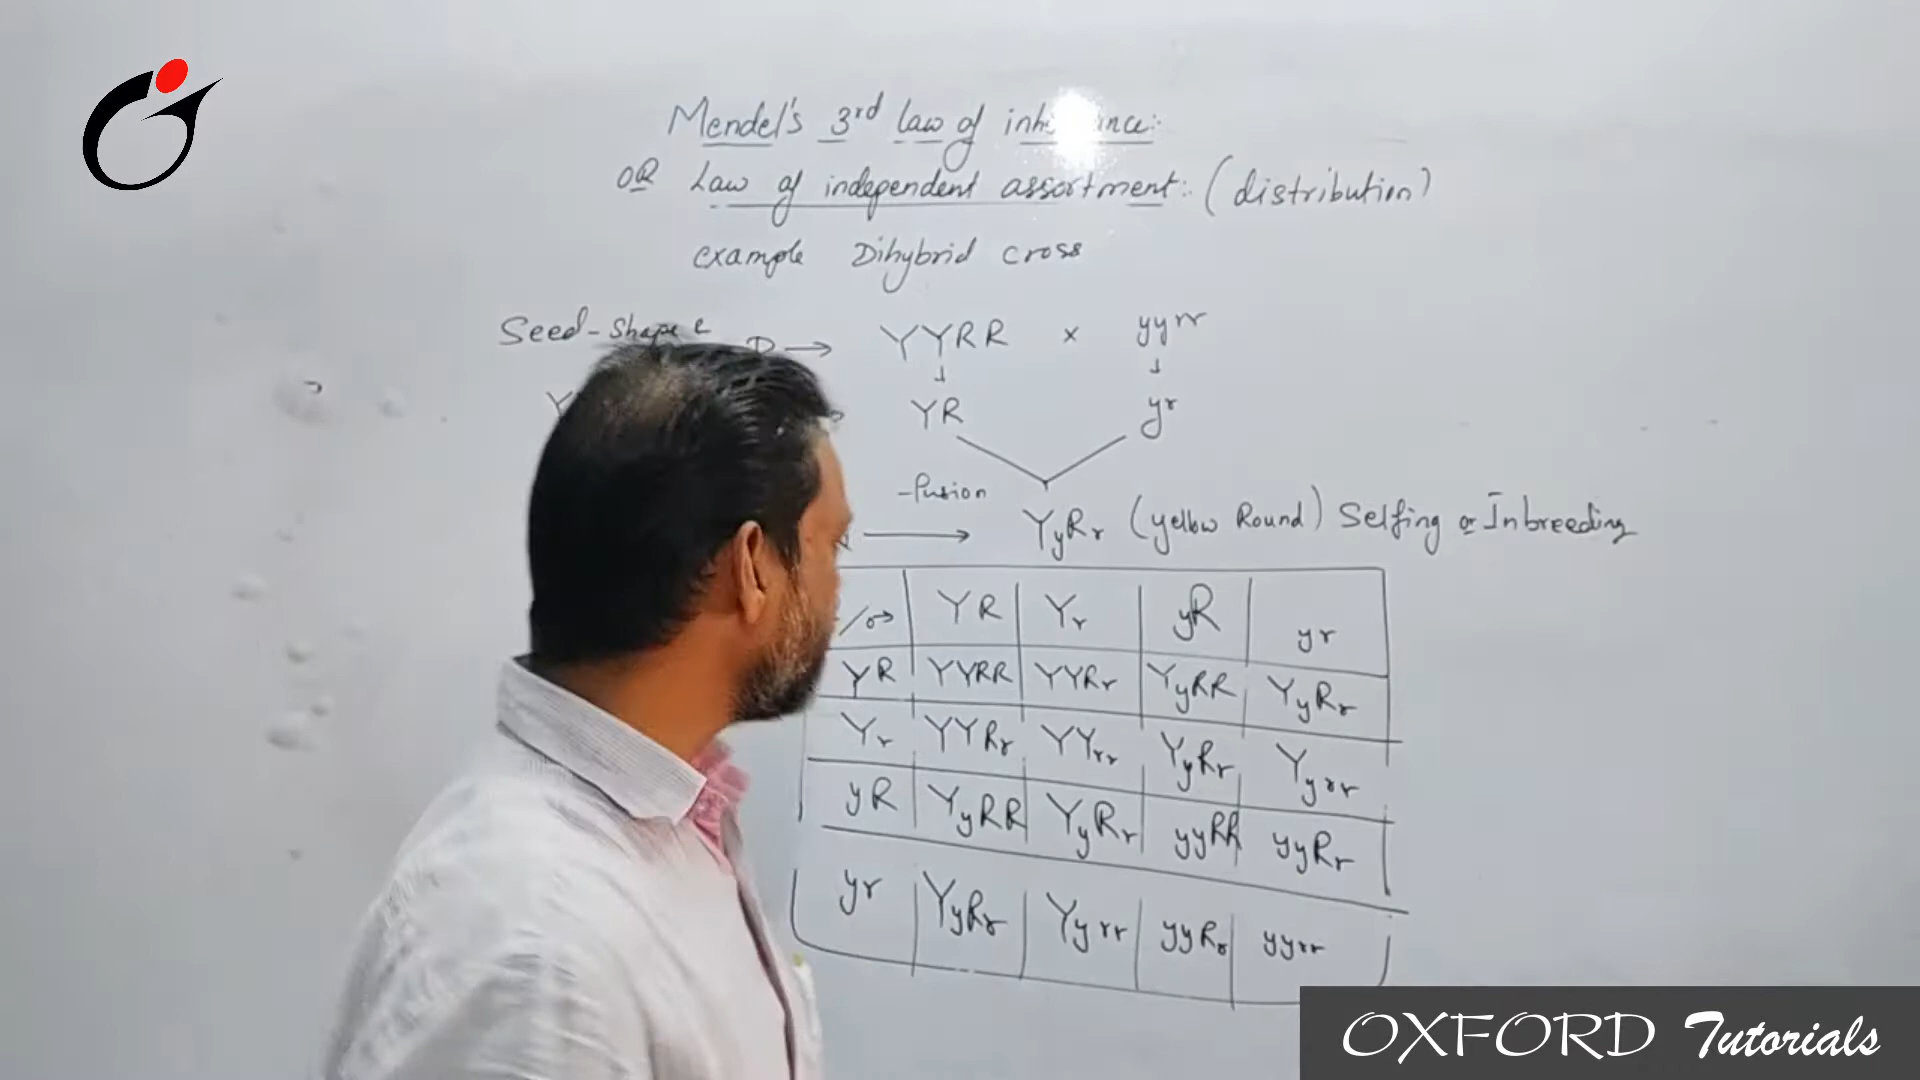 Mendel's 3rd law of inheritance:
OR Law of independent assortment: (distribution)
example Dihybrid cross
Seed-Shape
P → YYRR × yyrr
YR yr
fusion
YyRr (yellow Round) Selfing or Inbreeding
YR Yr yR yr
YR YYRR YYRr YyRR YyRr
Yr YYRr YYrr YyRr Yyrr
yR YyRR YyRr yyRR yyRr
yr YyRr Yyrr yyRr yyrr
OXFORD Tutorials